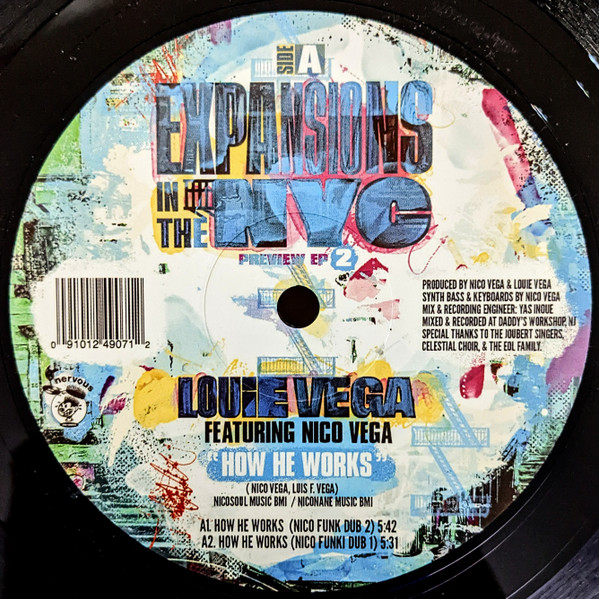 SIDE A
EXPANSIONS
IN
THE
NYC
PREVIEW EP 2
PRODUCED BY NICO VEGA & LOUIE VEGA
SYNTH BASS & KEYBOARDS BY NICO VEGA
MIX & RECORDING ENGINEER: YAS INOUE
MIXED & RECORDED AT DADDY'S WORKSHOP, NJ
SPECIAL THANKS TO THE JOUBERT SINGERS,
CELESTIAL CHOIR, & THE EOL FAMILY.
0 91012 49071 2
nervous
LOUIE VEGA
FEATURING NICO VEGA
"HOW HE WORKS"
( NICO VEGA, LUIS F. VEGA )
NICOSOUL MUSIC BMI / NICONANE MUSIC BMI
A1. HOW HE WORKS (NICO FUNK DUB 2) 5:42
A2. HOW HE WORKS (NICO FUNKI DUB 1) 5:31